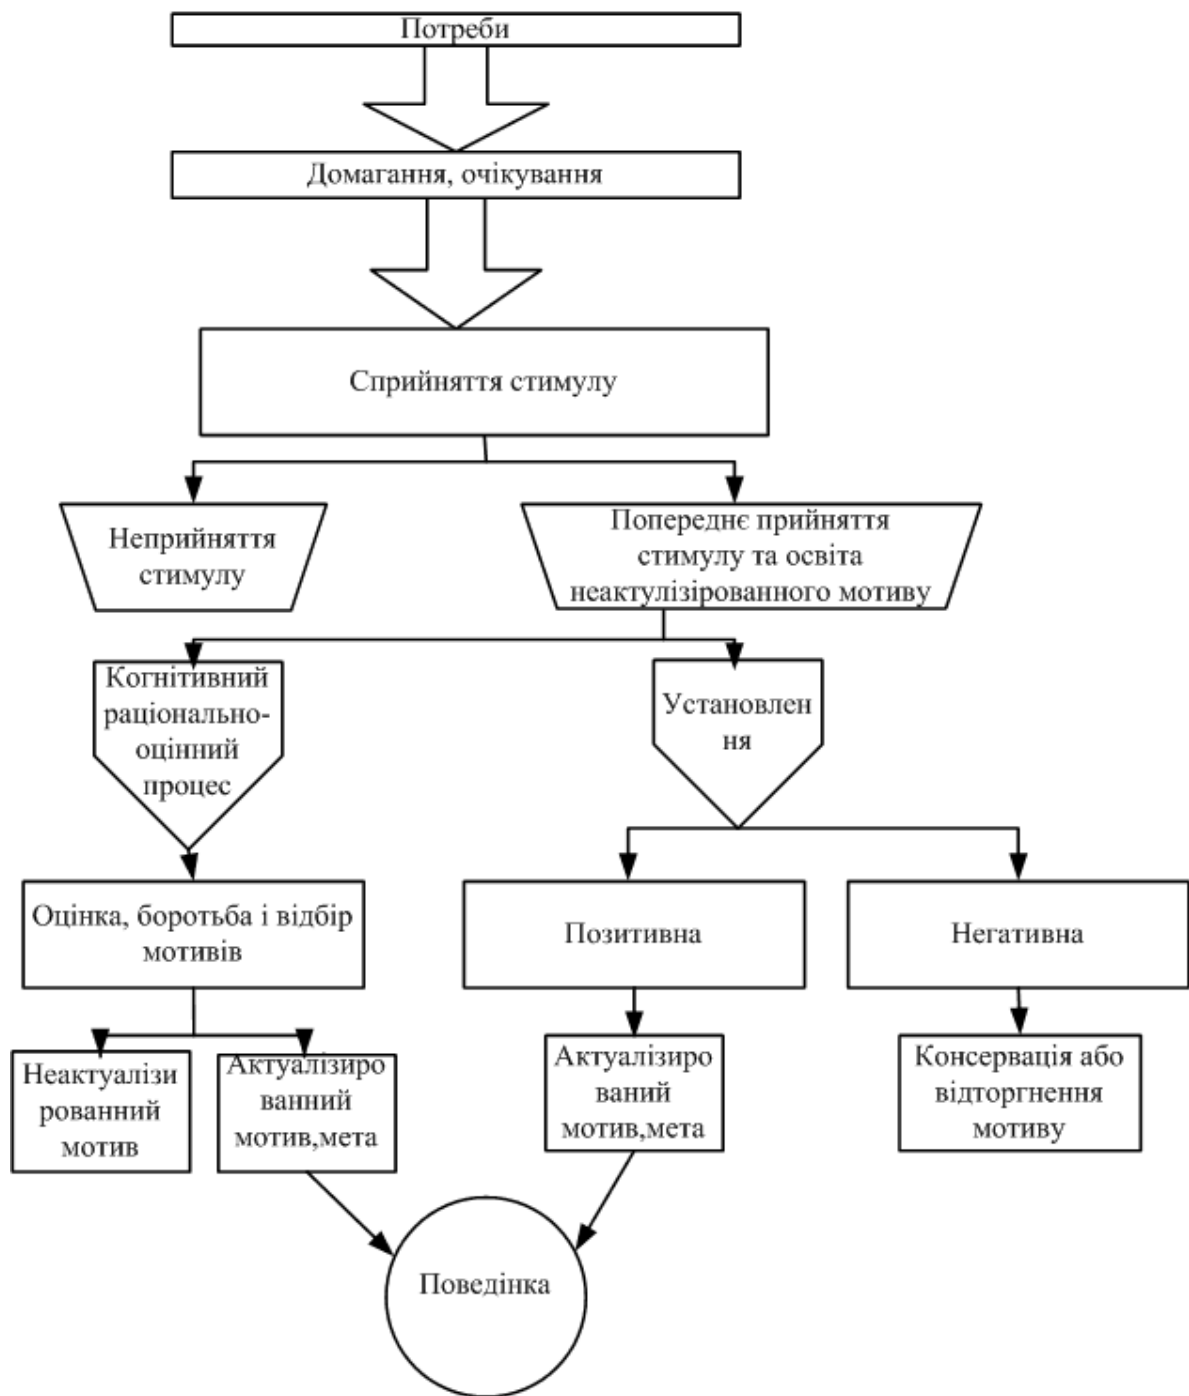 Потреби
Домагання, очікування
Сприйняття стимулу
Неприйняття
стимулу
Попереднє прийняття
стимулу та освіта
неактулізірованного мотиву
Когнітивний
раціонально-
оцінний
процес
Установлен
ня
Оцінка, боротьба і відбір
мотивів
Позитивна
Негативна
Неактуалізи
рованний
мотив
Актуалізиро
ванний
мотив,мета
Актуалізиро
ваний
мотив,мета
Консервація або
відторгнення
мотиву
Поведінка